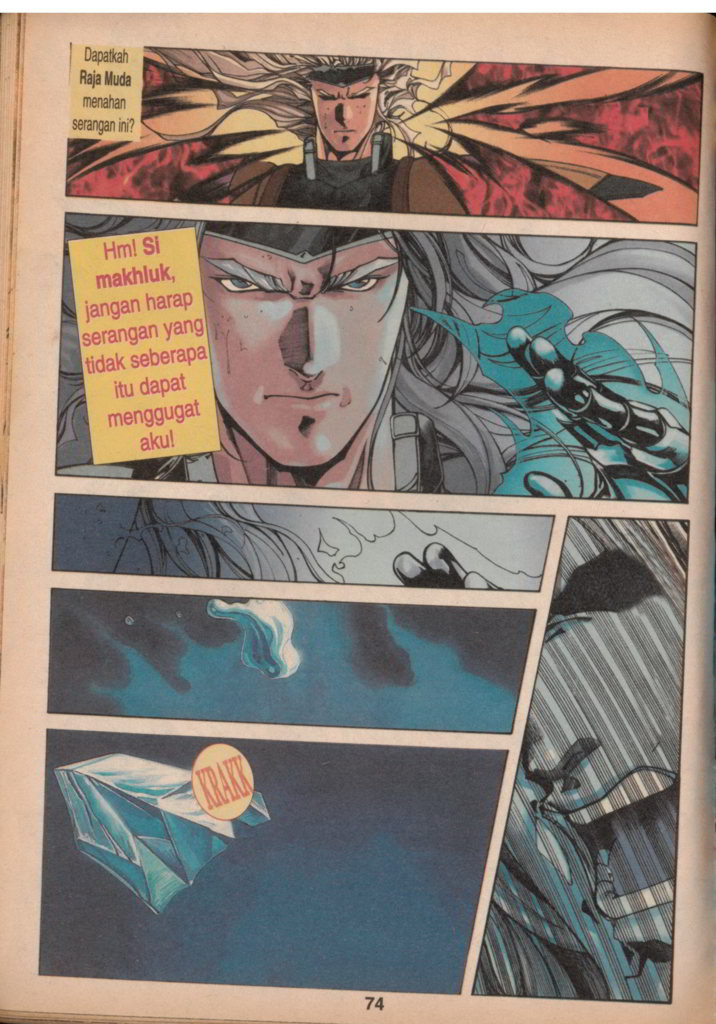 Dapatkah
Raja Muda
menahan
serangan ini?
Hm! Si
makhluk,
jangan harap
serangan yang
tidak seberapa
itu dapat
menggugat
aku!
KRAKK
74